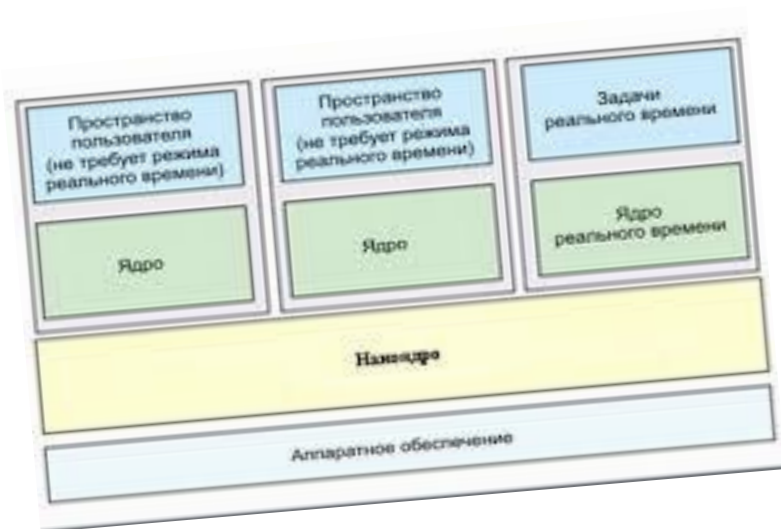 Пространство
пользователя
(не требует режима
реального времени)
Ядро
Пространство
пользователя
(не требует режима
реального времени)
Ядро
Задачи
реального времени
Ядро
реального времени
Наноядро
Аппаратное обеспечение